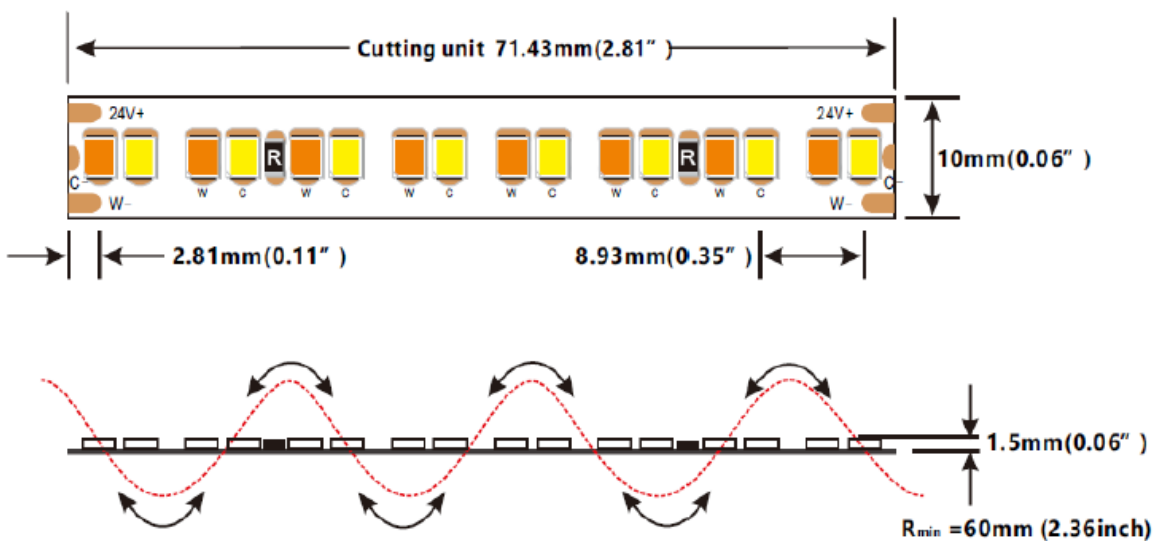 Cutting unit 71.43mm(2.81″ )
24V+ 24V+
R R
10mm(0.06″ )
C- C-
W C W C W C W C
W- W-
2.81mm(0.11″ ) 8.93mm(0.35″ )
1.5mm(0.06″ )
Rmin =60mm (2.36inch)